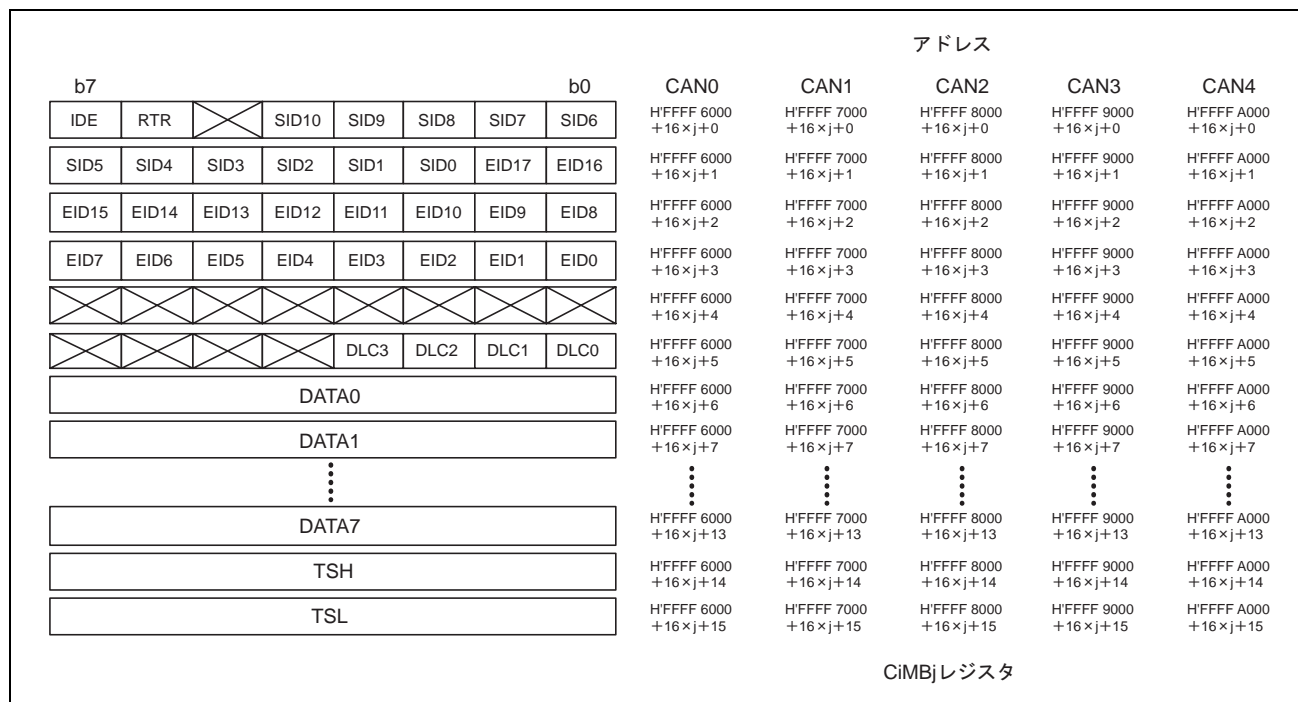 アドレス
b7 b0 CAN0 CAN1 CAN2 CAN3 CAN4
IDE RTR SID10 SID9 SID8 SID7 SID6 H'FFFF 6000 H'FFFF 7000 H'FFFF 8000 H'FFFF 9000 H'FFFF A000
+16×j+0 +16×j+0 +16×j+0 +16×j+0 +16×j+0
SID5 SID4 SID3 SID2 SID1 SID0 EID17 EID16 H'FFFF 6000 H'FFFF 7000 H'FFFF 8000 H'FFFF 9000 H'FFFF A000
+16×j+1 +16×j+1 +16×j+1 +16×j+1 +16×j+1
EID15 EID14 EID13 EID12 EID11 EID10 EID9 EID8 H'FFFF 6000 H'FFFF 7000 H'FFFF 8000 H'FFFF 9000 H'FFFF A000
+16×j+2 +16×j+2 +16×j+2 +16×j+2 +16×j+2
EID7 EID6 EID5 EID4 EID3 EID2 EID1 EID0 H'FFFF 6000 H'FFFF 7000 H'FFFF 8000 H'FFFF 9000 H'FFFF A000
+16×j+3 +16×j+3 +16×j+3 +16×j+3 +16×j+3
H'FFFF 6000 H'FFFF 7000 H'FFFF 8000 H'FFFF 9000 H'FFFF A000
+16×j+4 +16×j+4 +16×j+4 +16×j+4 +16×j+4
DLC3 DLC2 DLC1 DLC0 H'FFFF 6000 H'FFFF 7000 H'FFFF 8000 H'FFFF 9000 H'FFFF A000
+16×j+5 +16×j+5 +16×j+5 +16×j+5 +16×j+5
DATA0 H'FFFF 6000 H'FFFF 7000 H'FFFF 8000 H'FFFF 9000 H'FFFF A000
+16×j+6 +16×j+6 +16×j+6 +16×j+6 +16×j+6
DATA1 H'FFFF 6000 H'FFFF 7000 H'FFFF 8000 H'FFFF 9000 H'FFFF A000
+16×j+7 +16×j+7 +16×j+7 +16×j+7 +16×j+7
DATA7 H'FFFF 6000 H'FFFF 7000 H'FFFF 8000 H'FFFF 9000 H'FFFF A000
+16×j+13 +16×j+13 +16×j+13 +16×j+13 +16×j+13
TSH H'FFFF 6000 H'FFFF 7000 H'FFFF 8000 H'FFFF 9000 H'FFFF A000
+16×j+14 +16×j+14 +16×j+14 +16×j+14 +16×j+14
TSL H'FFFF 6000 H'FFFF 7000 H'FFFF 8000 H'FFFF 9000 H'FFFF A000
+16×j+15 +16×j+15 +16×j+15 +16×j+15 +16×j+15
CiMBjレジスタ